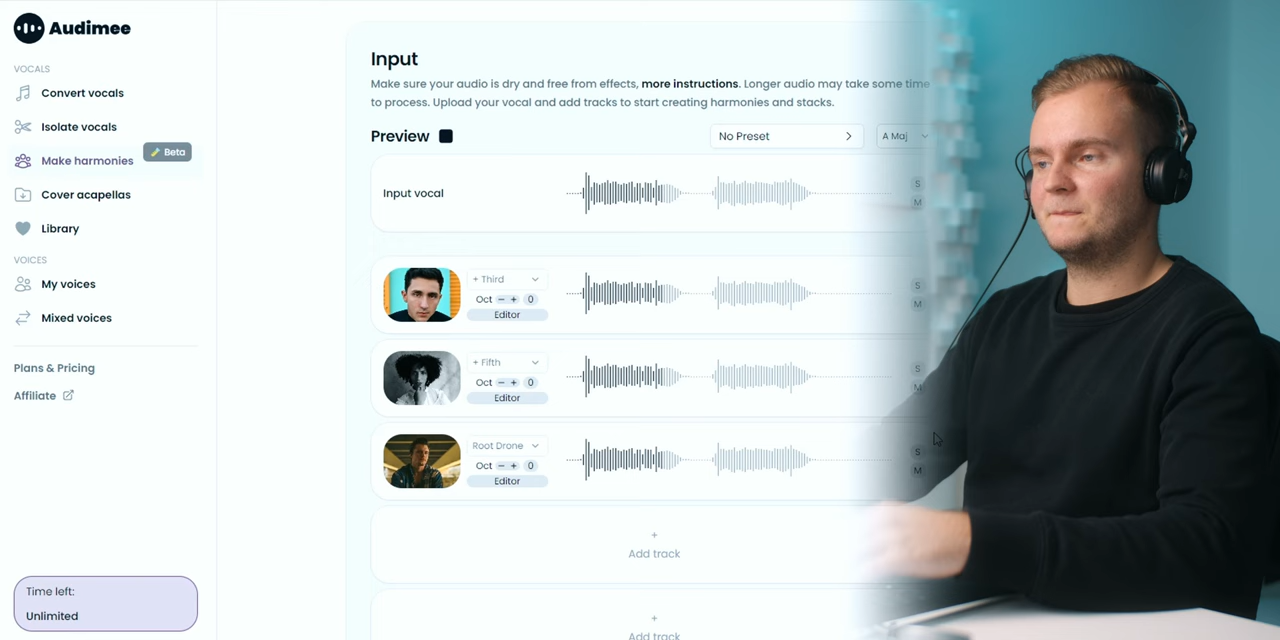 Audimee
VOCALS
Convert vocals
Isolate vocals
Make harmonies
Beta
Cover acapellas
Library
VOICES
My voices
Mixed voices
Plans & Pricing
Affiliate
Time left:
Unlimited
Input
Make sure your audio is dry and free from effects, more instructions. Longer audio may take some time
to process. Upload your vocal and add tracks to start creating harmonies and stacks.
Preview
No Preset
A Maj
Input vocal
S
M
+ Third
Oct − + 0
Editor
S
M
+ Fifth
Oct − + 0
Editor
S
M
Root Drone
Oct − + 0
Editor
S
M
+
Add track
+
Add track